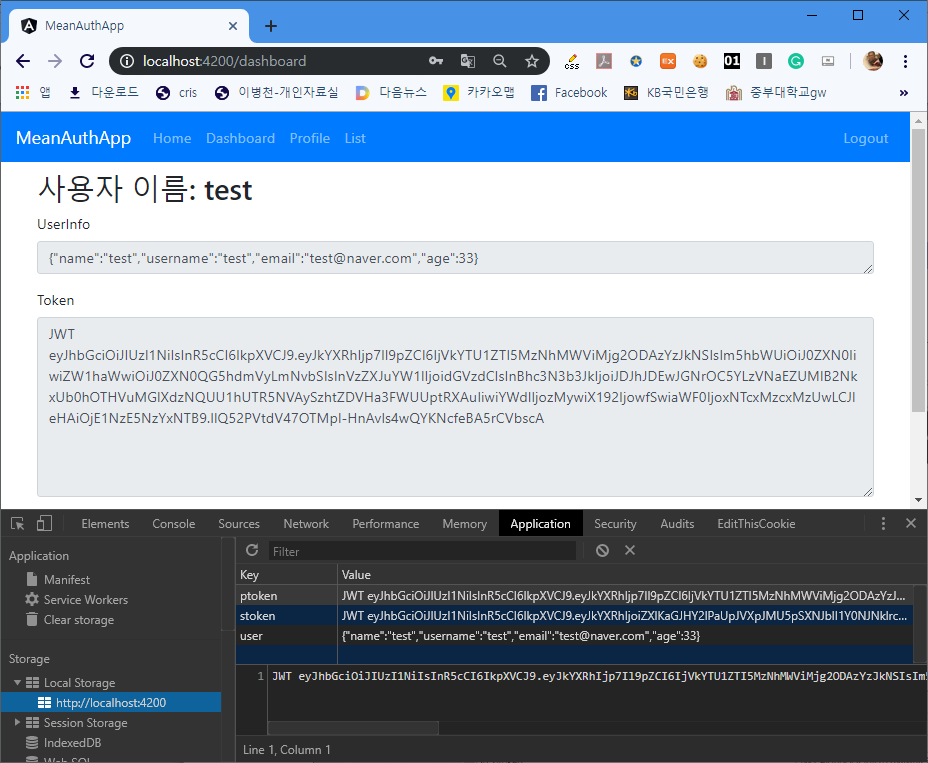 MeanAuthApp
localhost:4200/dashboard
앱 다운로드 cris 이병천-개인자료실 다음뉴스 카카오맵 Facebook KB국민은행 중부대학교gw »
MeanAuthApp Home Dashboard Profile List Logout
사용자 이름: test
UserInfo
{"name":"test","username":"test","email":"test@naver.com","age":33}
Token
JWT
eyJhbGciOiJIUzI1NiIsInR5cCI6IkpXVCJ9.eyJkYXRhIjp7Il9pZCI6IjVkYTU1ZTI5MzNhMWViMjg2ODAzYzJkNSIsIm5hbWUiOiJ0ZXN0Ii
wiZW1haWwiOiJ0ZXN0QG5hdmVyLmNvbSIsInVzZXJuYW1lIjoidGVzdCIsInBhc3N3b3JkIjoiJDJhJDEwJGNrOC5YLzVNaEZUMlB2Nk
xUb0hOTHVuMGlXdzNQUU1hUTR5NVAySzhtZDVHa3FWUUptRXAuIiwiYWdlIjozMywiX192IjowfSwiaWF0IjoxNTcxMzcxMzUwLCJl
eHAiOjE1NzE5NzYxNTB9.lIQ52PVtdV47OTMpI-HnAvIs4wQYKNcfeBA5rCVbscA
Elements Console Sources Network Performance Memory Application Security Audits EditThisCookie
Application
Manifest
Service Workers
Clear storage
Storage
Local Storage
http://localhost:4200
Session Storage
IndexedDB
Web SQL
Filter
Key Value
ptoken JWT eyJhbGciOiJIUzI1NiIsInR5cCI6IkpXVCJ9.eyJkYXRhIjp7Il9pZCI6IjVkYTU1ZTI5MzNhMWViMjg2ODAzYzJ...
stoken JWT eyJhbGciOiJIUzI1NiIsInR5cCI6IkpXVCJ9.eyJkYXRhIjoiZXlKaGJHY2lPaUpJVXpJMU5pSXNJbll1Y0NJNklrc...
user {"name":"test","username":"test","email":"test@naver.com","age":33}
1 JWT eyJhbGciOiJIUzI1NiIsInR5cCI6IkpXVCJ9.eyJkYXRhIjp7Il9pZCI6IjVkYTU1ZTI5MzNhMWViMjg2ODAzYzJkNSIsIm5
Line 1, Column 1